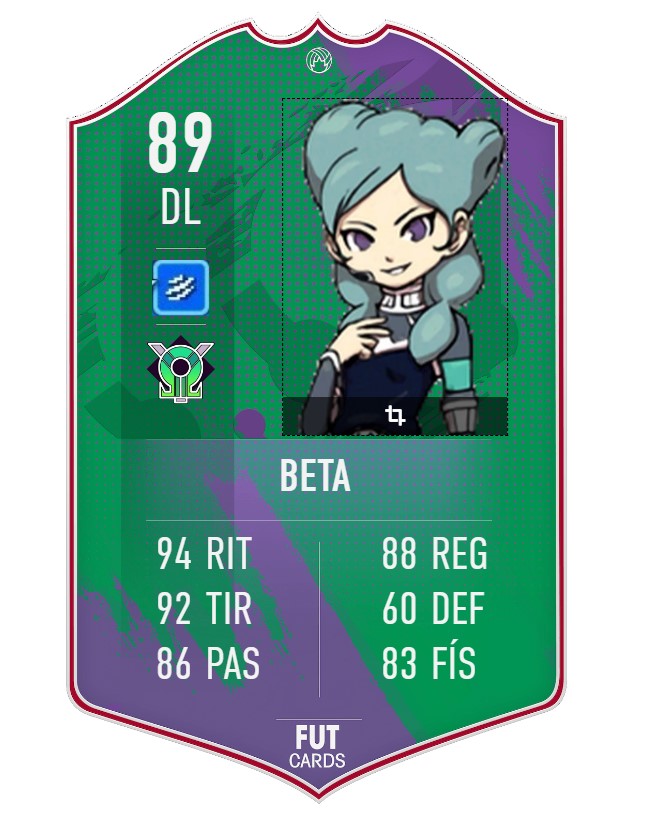 89
DL
BETA
94 RIT
88 REG
92 TIR
60 DEF
86 PAS
83 FÍS
FUT
CARDS